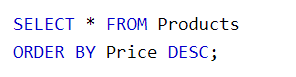 SELECT * FROM Products
ORDER BY Price DESC;